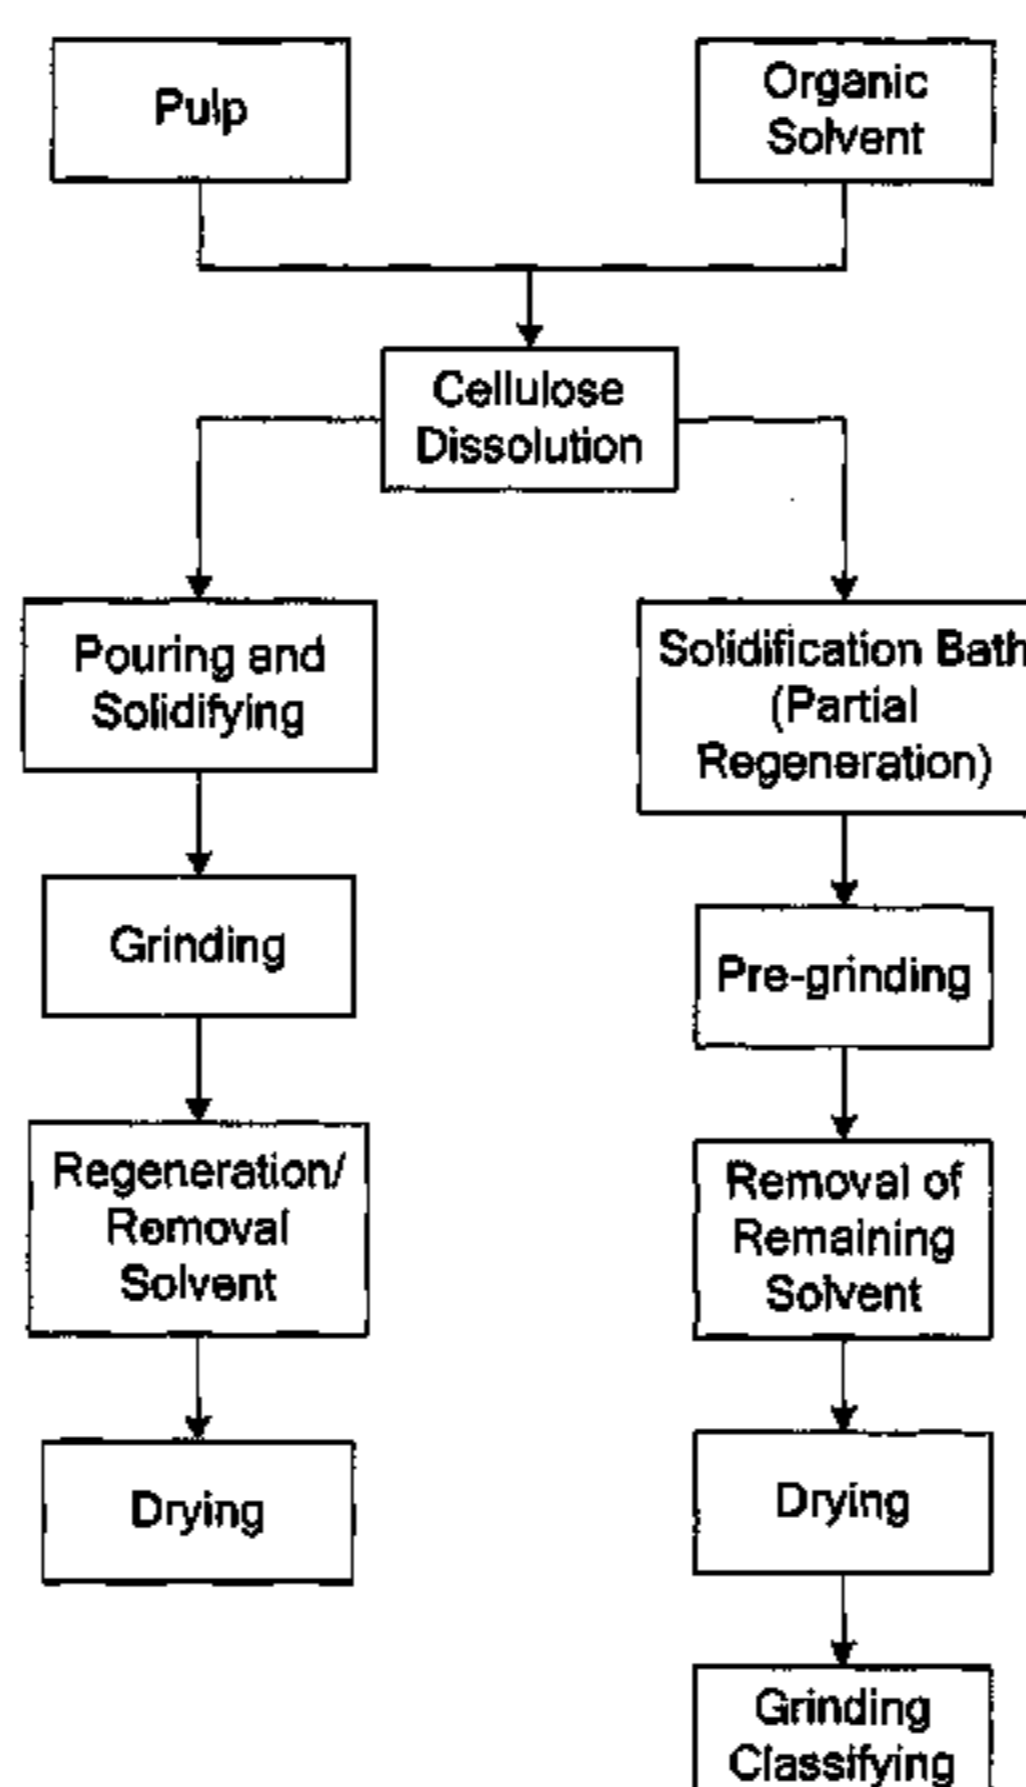 Pulp
Organic
Solvent
Cellulose
Dissolution
Pouring and
Solidifying
Grinding
Regeneration/
Removal
Solvent
Drying
Solidification Bath
(Partial
Regeneration)
Pre-grinding
Removal of
Remaining
Solvent
Drying
Grinding
Classifying